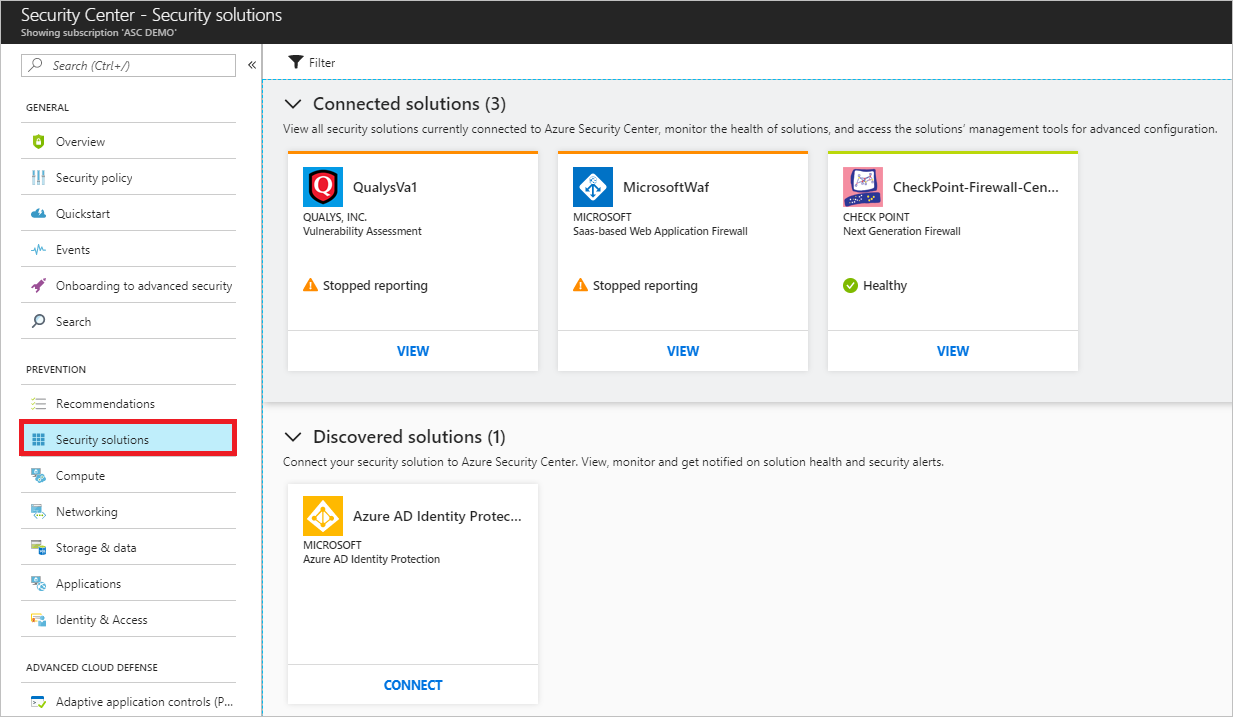 Security Center - Security solutions
Showing subscription 'ASC DEMO'
Search (Ctrl+/)
«
GENERAL
Overview
Security policy
Quickstart
Events
Onboarding to advanced security
Search
PREVENTION
Recommendations
Security solutions
Compute
Networking
Storage & data
Applications
Identity & Access
ADVANCED CLOUD DEFENSE
Adaptive application controls (P...
Filter
Connected solutions (3)
View all security solutions currently connected to Azure Security Center, monitor the health of solutions, and access the solutions' management tools for advanced configuration.
Q
QualysVa1
QUALYS, INC.
Vulnerability Assessment
Stopped reporting
VIEW
MicrosoftWaf
MICROSOFT
Saas-based Web Application Firewall
Stopped reporting
VIEW
CheckPoint-Firewall-Cen...
CHECK POINT
Next Generation Firewall
Healthy
VIEW
Discovered solutions (1)
Connect your security solution to Azure Security Center. View, monitor and get notified on solution health and security alerts.
Azure AD Identity Protec...
MICROSOFT
Azure AD Identity Protection
CONNECT